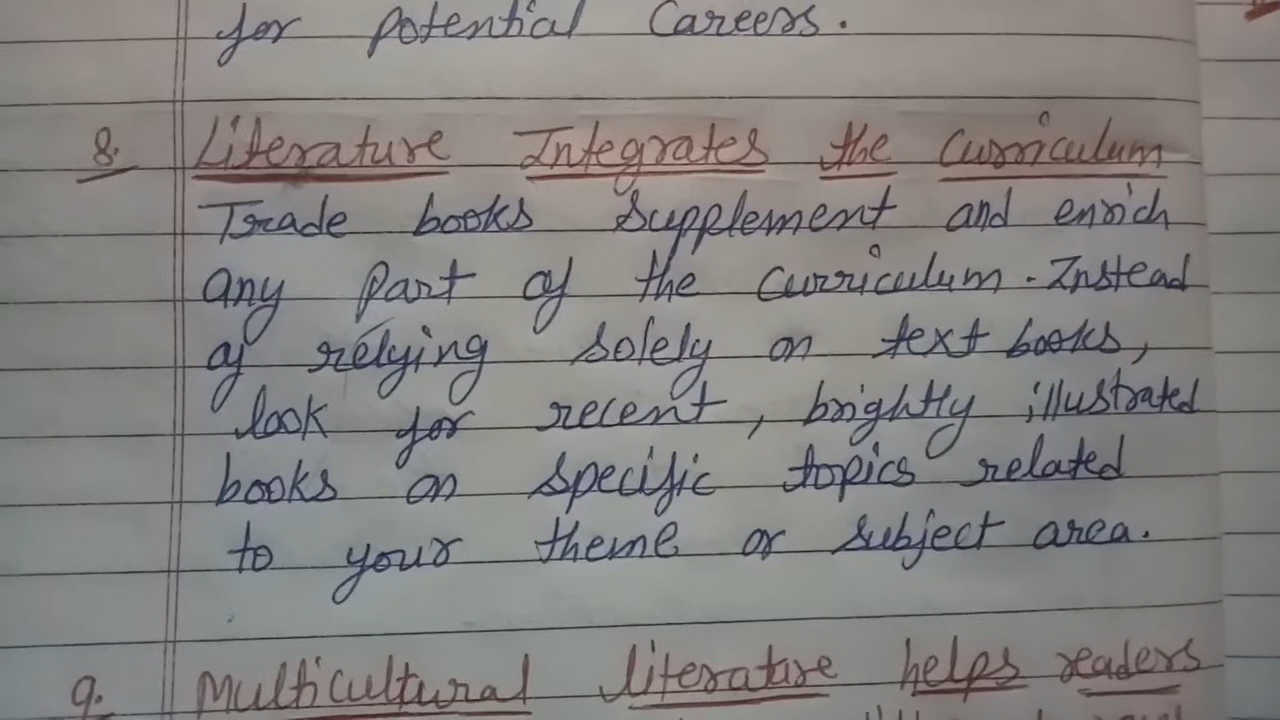 for Potential Careers.
8. Literature Integrates the Curriculum
Trade books supplement and enrich
any Part of the Curriculum. Instead
of relying solely on text books,
look for recent, brightly illustrated
books on specific topics related
to your theme or subject area.
9. Multicultural literature helps readers